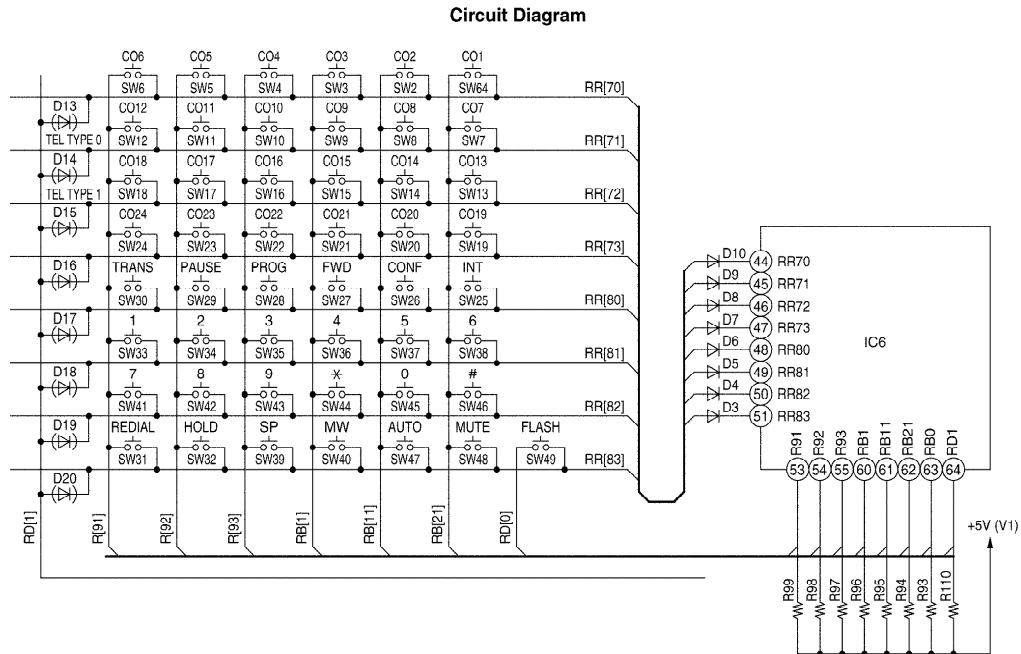 Circuit Diagram
CO6 CO5 CO4 CO3 CO2 CO1
SW6 SW5 SW4 SW3 SW2 SW64 RR[70]
D13 CO12 CO11 CO10 CO9 CO8 CO7
TEL TYPE 0 SW12 SW11 SW10 SW9 SW8 SW7 RR[71]
D14 CO18 CO17 CO16 CO15 CO14 CO13
TEL TYPE 1 SW18 SW17 SW16 SW15 SW14 SW13 RR[72]
D15 CO24 CO23 CO22 CO21 CO20 CO19
SW24 SW23 SW22 SW21 SW20 SW19 RR[73]
D16 TRANS PAUSE PROG FWD CONF INT
SW30 SW29 SW28 SW27 SW26 SW25 RR[80]
D17 1 2 3 4 5 6
SW33 SW34 SW35 SW36 SW37 SW38 RR[81]
D18 7 8 9 * 0 #
SW41 SW42 SW43 SW44 SW45 SW46 RR[82]
D19 REDIAL HOLD SP MW AUTO MUTE FLASH
SW31 SW32 SW39 SW40 SW47 SW48 SW49 RR[83]
D20
RD[1] R[91] R[92] R[93] RB[1] RB[11] RB[21] RD[0]
D10 44 RR70
D9 45 RR71
D8 46 RR72
D7 47 RR73
D6 48 RR80
D5 49 RR81
D4 50 RR82
D3 51 RR83
IC6
R91 R92 R93 RB1 RB11 RB21 RB0 RD1
53 54 55 60 61 62 63 64
+5V (V1)
R99 R98 R97 R96 R95 R94 R93 R110